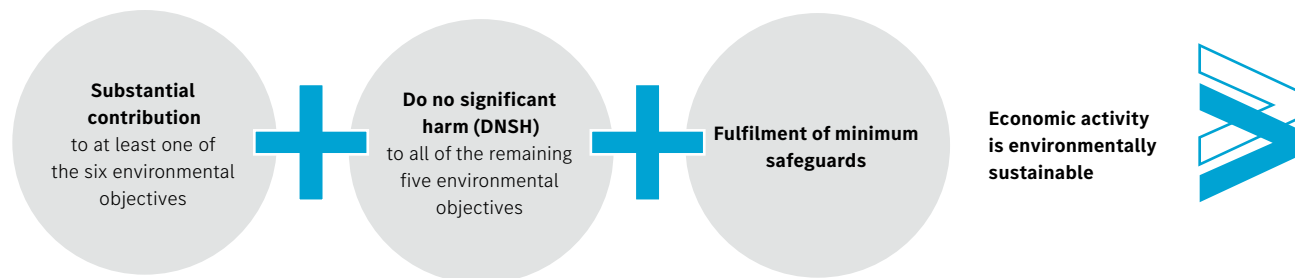 Substantial
contribution
to at least one of
the six environmental
objectives
Do no significant
harm (DNSH)
to all of the remaining
five environmental
objectives
Fulfilment of minimum
safeguards
Economic activity
is environmentally
sustainable